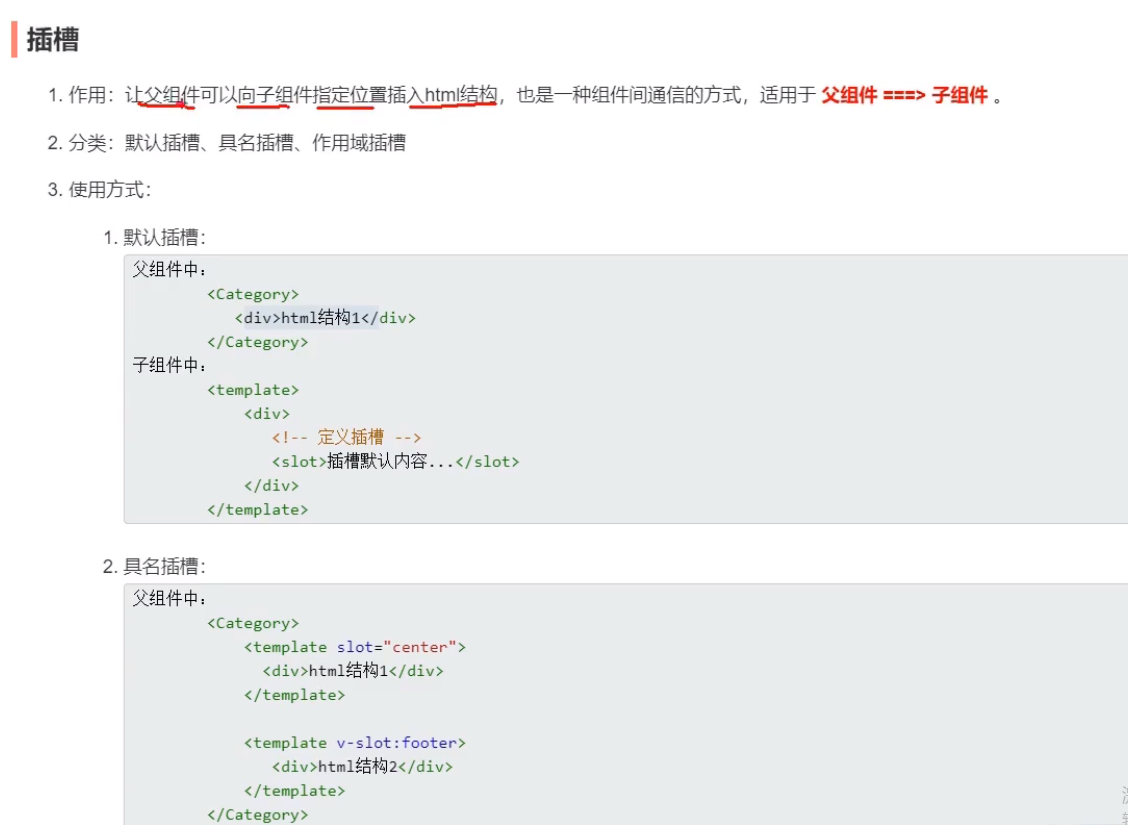 插槽
1. 作用：让父组件可以向子组件指定位置插入html结构，也是一种组件间通信的方式，适用于 父组件 ===> 子组件 。
2. 分类：默认插槽、具名插槽、作用域插槽
3. 使用方式：
1. 默认插槽：
父组件中：
<Category>
<div>html结构1</div>
</Category>
子组件中：
<template>
<div>
<!-- 定义插槽 -->
<slot>插槽默认内容...</slot>
</div>
</template>
2. 具名插槽：
父组件中：
<Category>
<template slot="center">
<div>html结构1</div>
</template>
<template v-slot:footer>
<div>html结构2</div>
</template>
</Category>